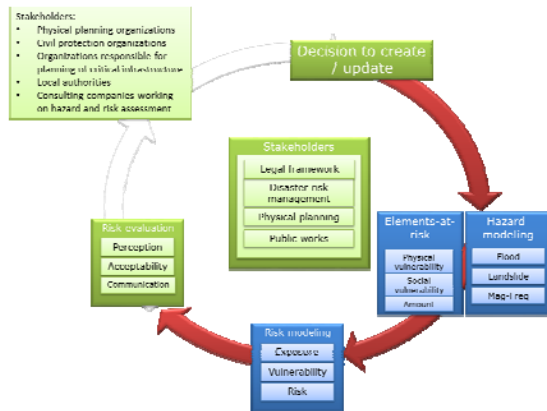 Stakeholders:
• Physical planning organizations
• Civil protection organizations
• Organizations responsible for
planning of critical infrastructure
• Local authorities
• Consulting companies working
on hazard and risk assessment
Decision to create
/ update
Stakeholders
Legal framework
Disaster risk
management
Physical planning
Public works
Elements-at-
risk
Physical
vulnerability
Social
vulnerability
Amount
Hazard
modeling
Flood
Landslide
Mag-Freq
Risk evaluation
Perception
Acceptability
Communication
Risk modeling
Exposure
Vulnerability
Risk